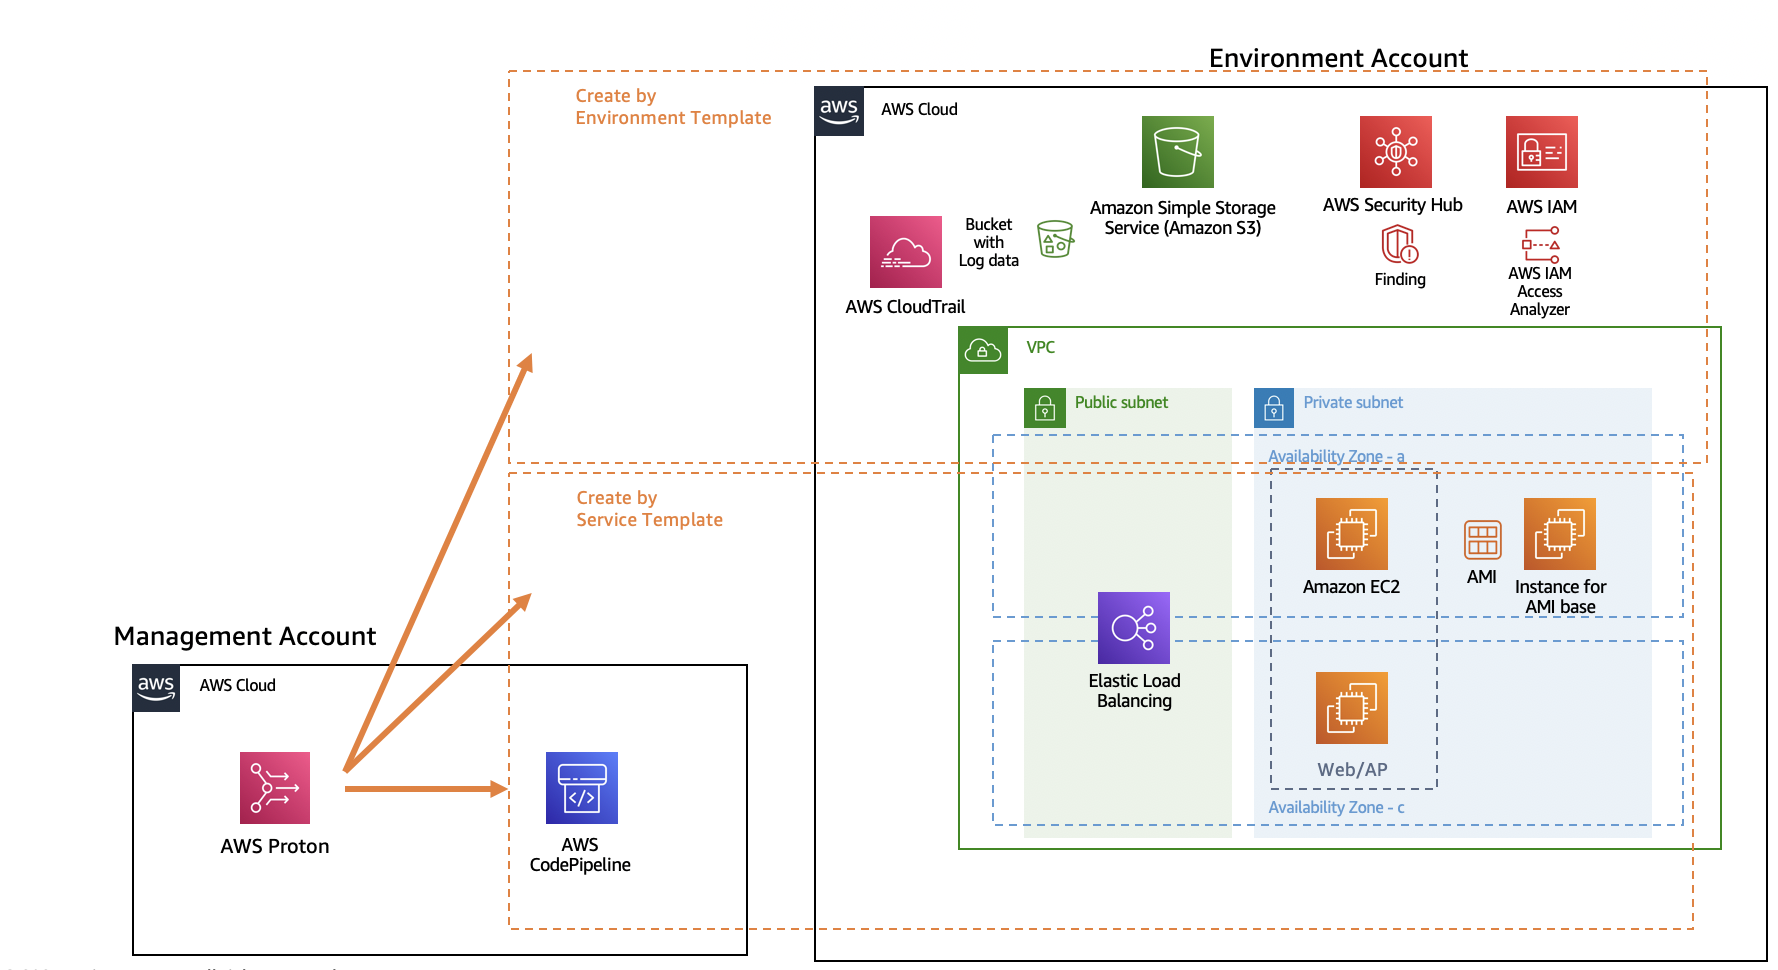 Environment Account
Create by
Environment Template
aws
AWS Cloud
Amazon Simple Storage
Service (Amazon S3)
AWS Security Hub
AWS IAM
Bucket
with
Log data
Finding
AWS IAM
Access
Analyzer
AWS CloudTrail
VPC
Public subnet
Private subnet
Availability Zone - a
Create by
Service Template
Amazon EC2
AMI
Instance for
AMI base
Elastic Load
Balancing
Web/AP
Availability Zone - c
Management Account
aws
AWS Cloud
AWS Proton
AWS
CodePipeline